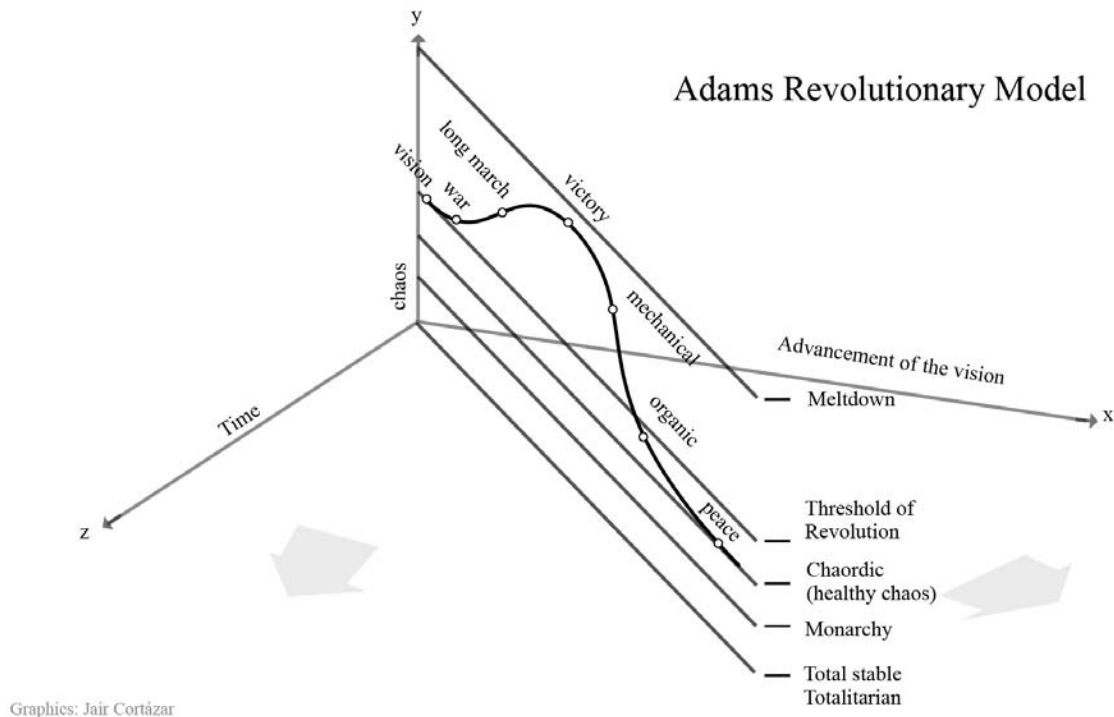 y
Adams Revolutionary Model
long march
vision
war
victory
chaos
mechanical
Advancement of the vision
Meltdown
x
Time
organic
z
peace
Threshold of
Revolution
Chaordic
(healthy chaos)
Monarchy
Total stable
Totalitarian
Graphics: Jair Cortázar